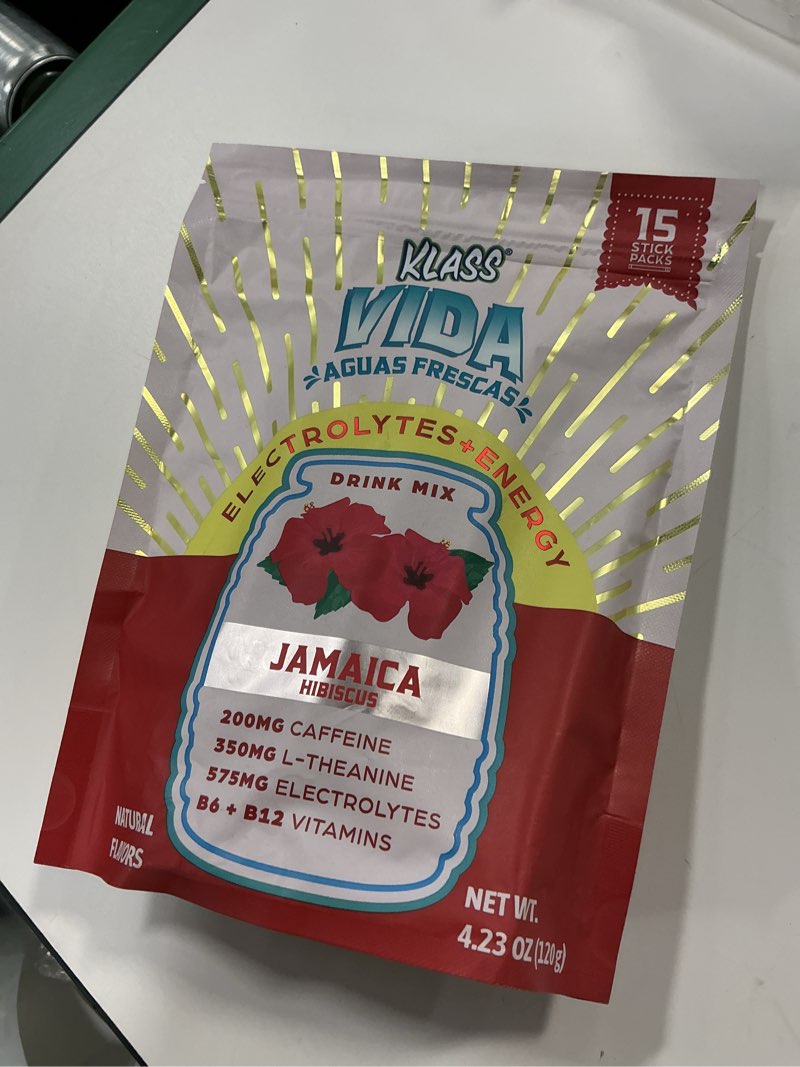 15
STICK
PACKS
KLASS®
VIDA
AGUAS FRESCAS
ELECTROLYTES+ENERGY
DRINK MIX
JAMAICA
HIBISCUS
200MG CAFFEINE
350MG L-THEANINE
575MG ELECTROLYTES
B6 + B12 VITAMINS
NATURAL
FLAVORS
NET WT.
4.23 OZ (120g)